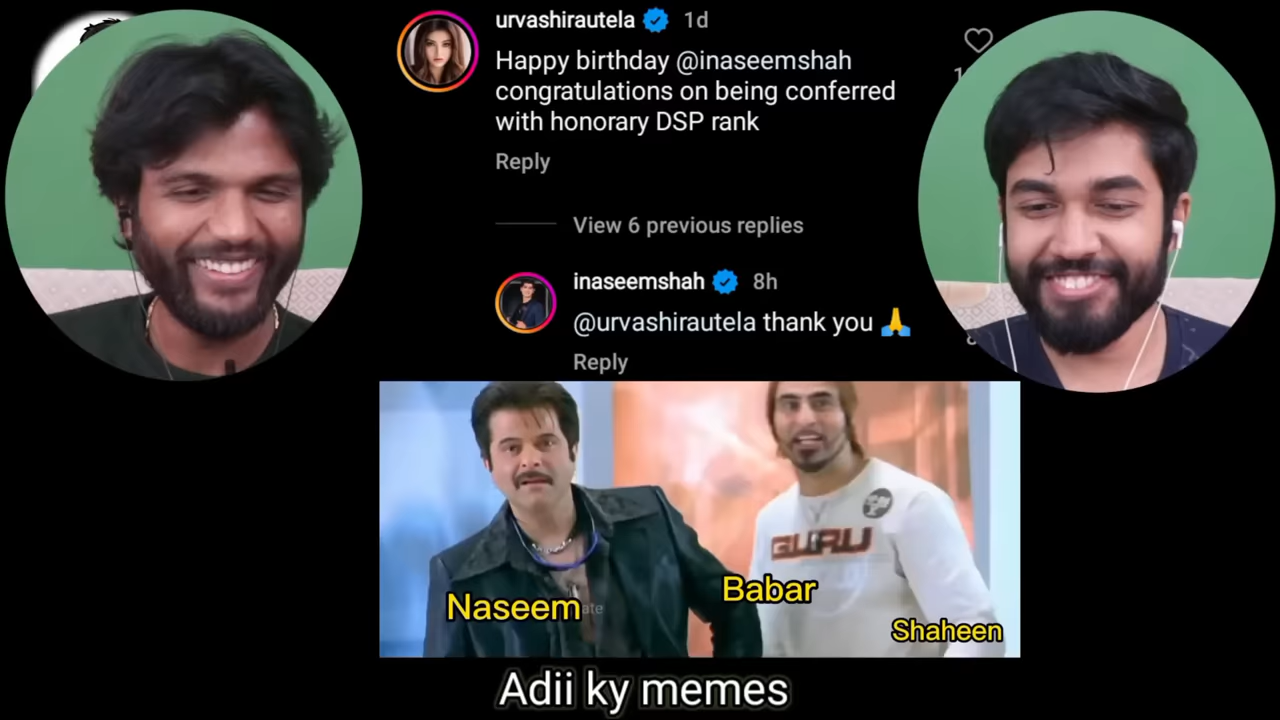 urvashirautela 1d
Happy birthday @inaseemshah
congratulations on being conferred
with honorary DSP rank
Reply
View 6 previous replies
inaseemshah 8h
@urvashirautela thank you 🙏
Reply
GURU
Babar
Naseem
Shaheen
Adii ky memes